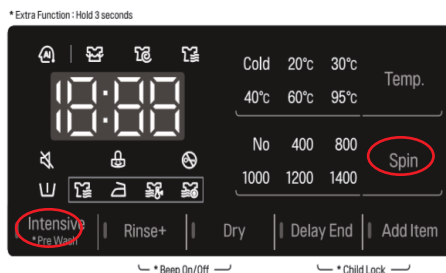 * Extra Function : Hold 3 seconds
AI
18:88
Cold 20°c 30°c
40°c 60°c 95°c
Temp.
No 400 800
1000 1200 1400
Spin
Intensive
*Pre Wash
Rinse+
Dry
Delay End
Add Item
* Beep On/Off
* Child Lock